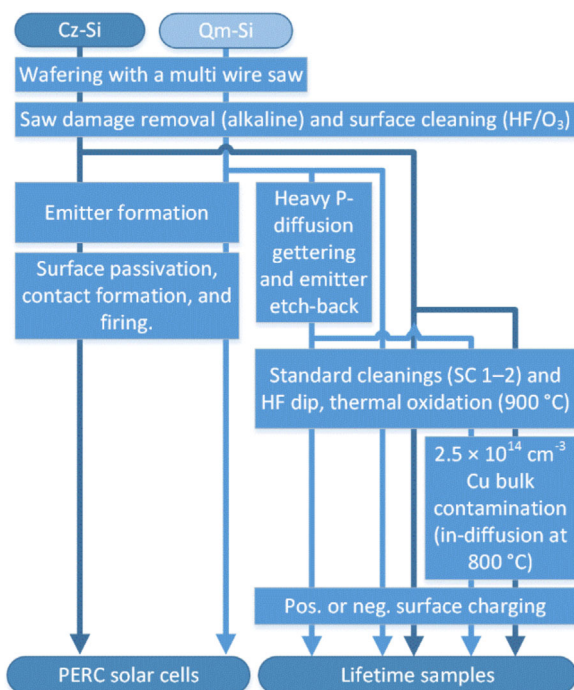 Cz-Si
Qm-Si
Wafering with a multi wire saw
Saw damage removal (alkaline) and surface cleaning (HF/O₃)
Emitter formation
Surface passivation,
contact formation, and
firing.
Heavy P-
diffusion
gettering
and emitter
etch-back
Standard cleanings (SC 1–2) and
HF dip, thermal oxidation (900 °C)
2.5 × 10¹⁴ cm⁻³
Cu bulk
contamination
(in-diffusion at
800 °C)
Pos. or neg. surface charging
PERC solar cells
Lifetime samples